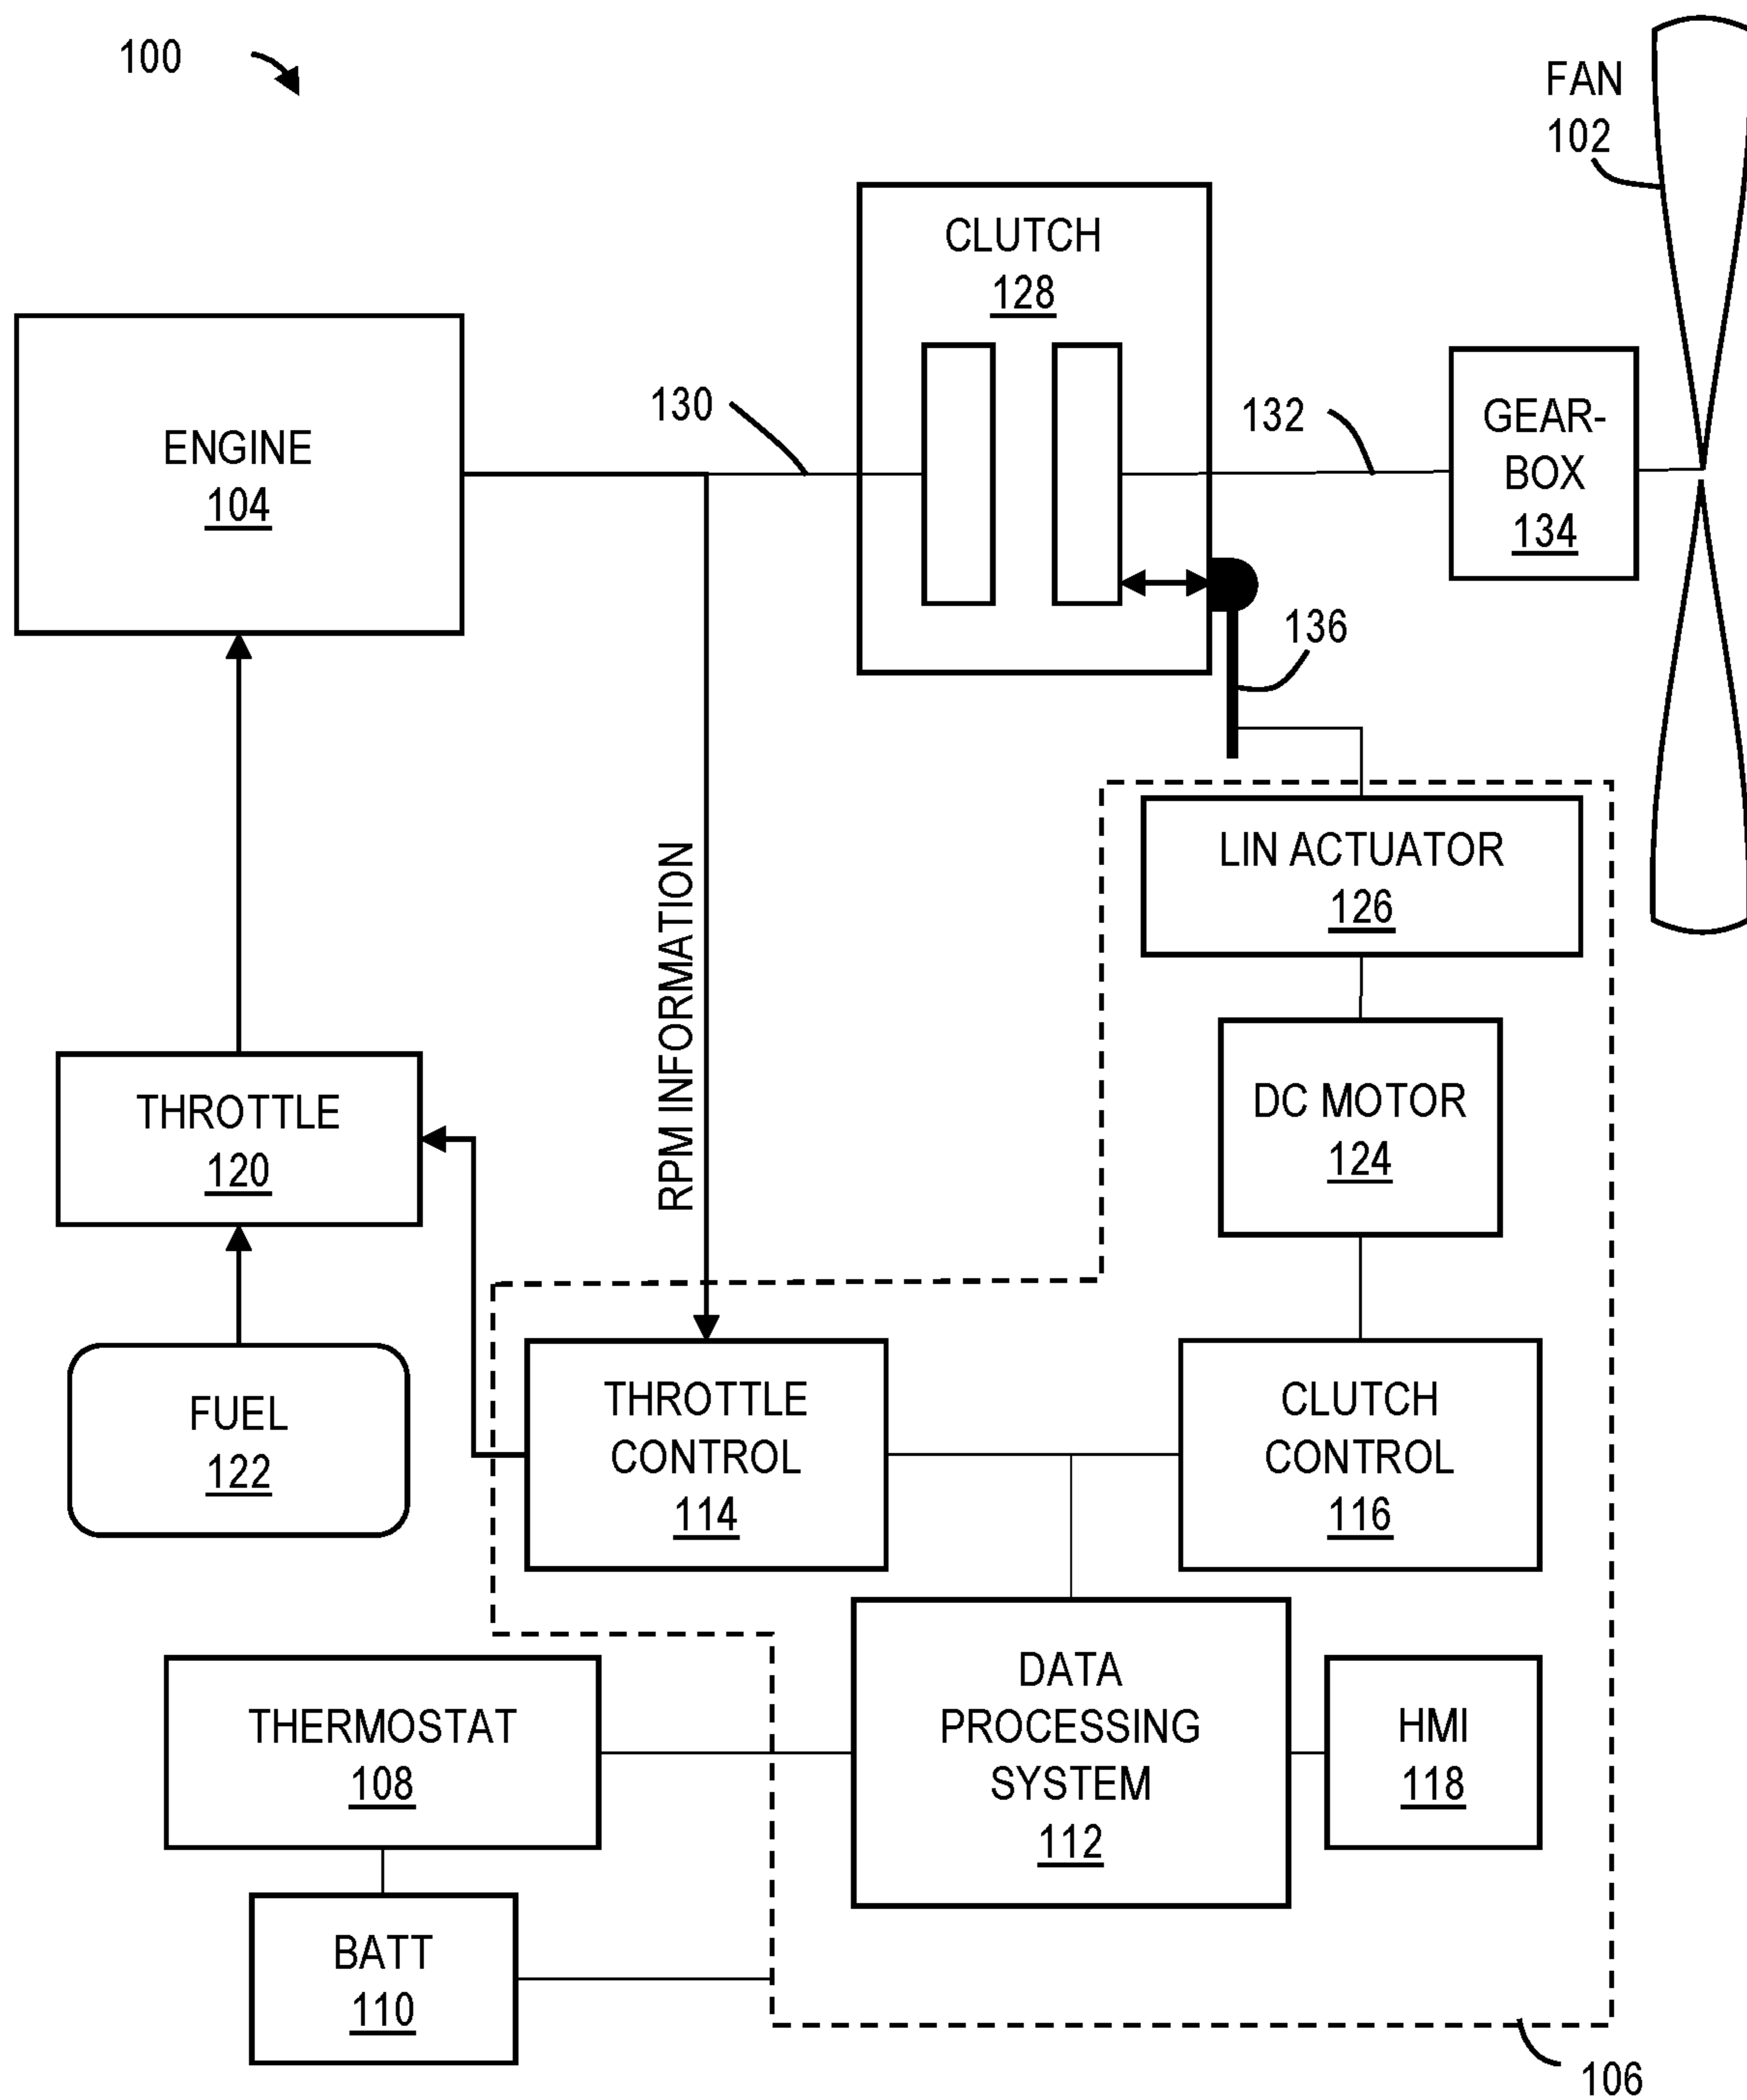 100
FAN
102
CLUTCH
128
ENGINE
104
130
132
GEAR-
BOX
134
136
RPM INFORMATION
LIN ACTUATOR
126
DC MOTOR
124
THROTTLE
120
FUEL
122
THROTTLE
CONTROL
114
CLUTCH
CONTROL
116
THERMOSTAT
108
DATA
PROCESSING
SYSTEM
112
HMI
118
BATT
110
106